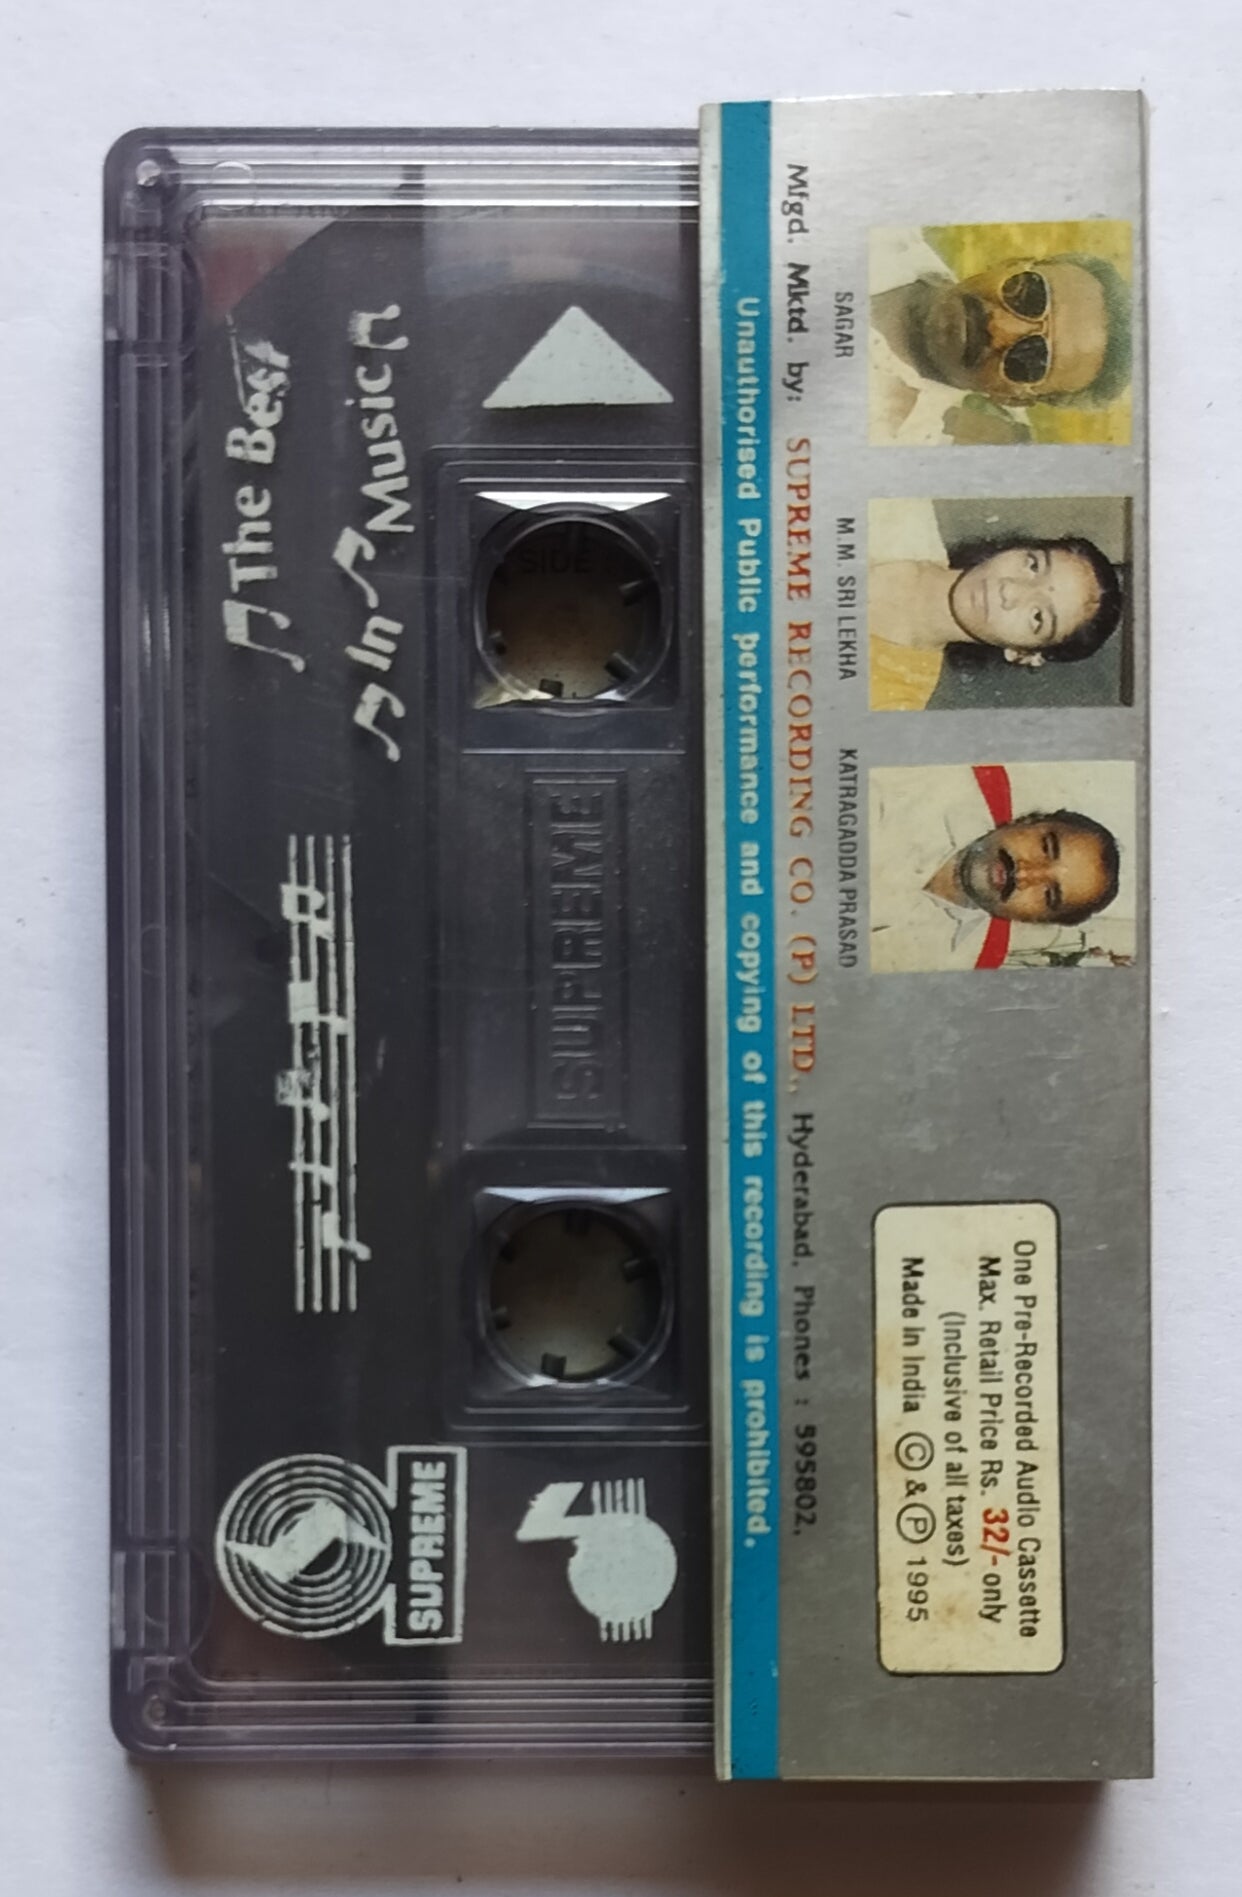 SAGAR
M.M. SRI LEKHA
KATRAGADDA PRASAD
One Pre-Recorded Audio Cassette
Max. Retail Price Rs. 32/- only
(Inclusive of all taxes)
Made in India Ⓒ & Ⓟ 1995
Mfgd. Mktd. by: SUPREME RECORDING CO. (P) LTD., Hyderabad. Phones : 595802.
Unauthorised Public performance and copying of this recording is prohibited.
SIDE
SUPREME
The Best
In Music
SUPREME